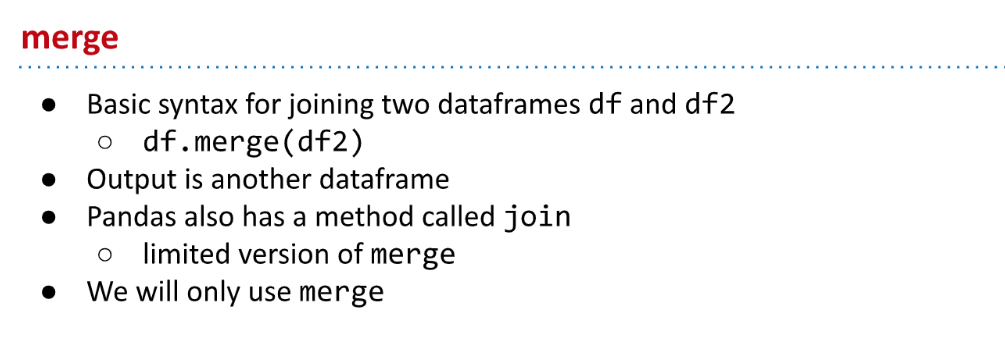 merge
● Basic syntax for joining two dataframes df and df2
○ df.merge(df2)
● Output is another dataframe
● Pandas also has a method called join
○ limited version of merge
● We will only use merge